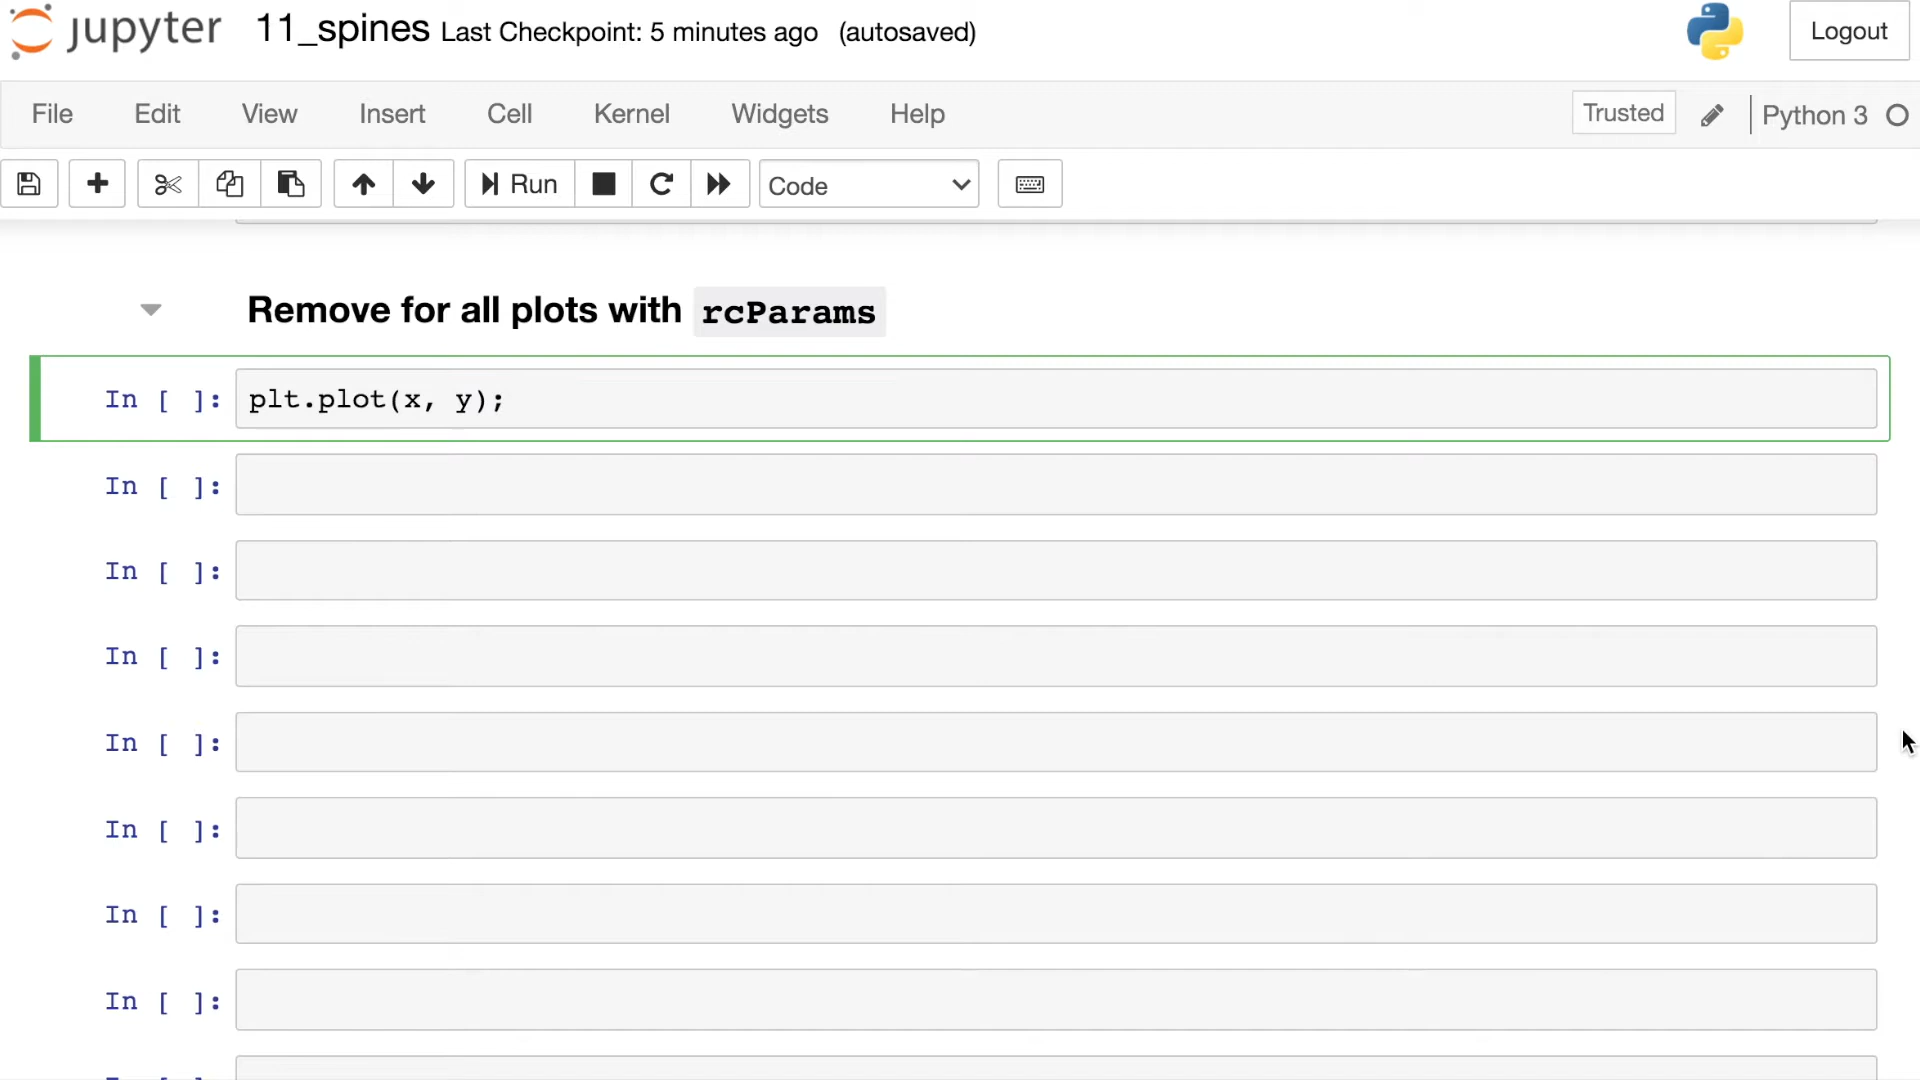 jupyter 11_spines Last Checkpoint: 5 minutes ago (autosaved) Logout
File Edit View Insert Cell Kernel Widgets Help Trusted Python 3
Run Code
Remove for all plots with rcParams
In [ ]: plt.plot(x, y);
In [ ]:
In [ ]:
In [ ]:
In [ ]:
In [ ]:
In [ ]:
In [ ]: